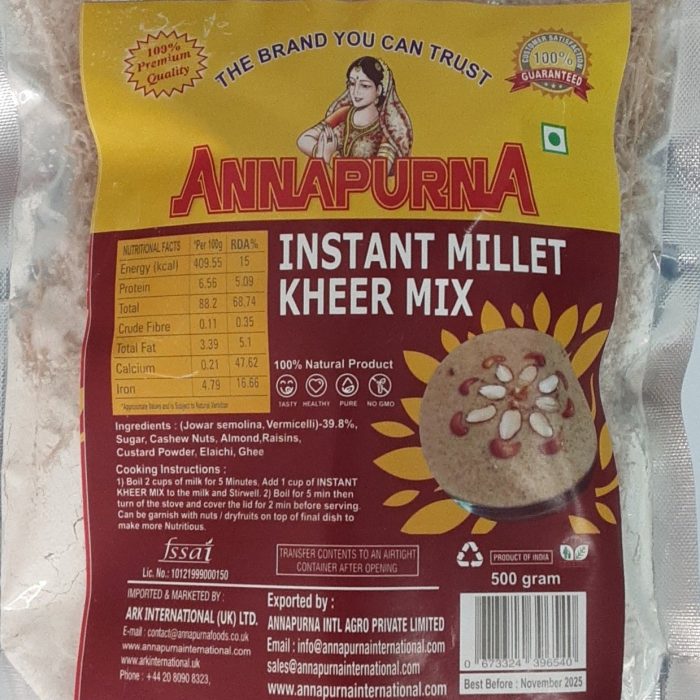 100%
Premium
Quality
THE BRAND YOU CAN TRUST
CUSTOMER SATISFACTION
100%
GUARANTEED
ANNAPURNA
INSTANT MILLET
KHEER MIX
NUTRITIONAL FACTS *Per 100g RDA%
Energy (kcal) 409.55 15
Protein 6.56 5.09
Total 88.2 68.74
Crude Fibre 0.11 0.35
Total Fat 3.39 5.1
Calcium 0.21 47.62
Iron 4.79 16.66
*Approximate Values and is Subject to Natural Variation
100% Natural Product
TASTY HEALTHY PURE NO GMO
Ingredients : (Jowar semolina, Vermicelli)-39.8%,
Sugar, Cashew Nuts, Almond,Raisins,
Custard Powder, Elaichi, Ghee
Cooking Instructions :
1) Boil 2 cups of milk for 5 Minutes. Add 1 cup of INSTANT
KHEER MIX to the milk and Stirwell. 2) Boil for 5 min then
turn of the stove and cover the lid for 2 min before serving.
Can be garnish with nuts / dryfruits on top of final dish to
make more Nutritious.
fssai
Lic. No.: 10121999000150
TRANSFER CONTENTS TO AN AIRTIGHT
CONTAINER AFTER OPENING
PRODUCT OF INDIA
500 gram
IMPORTED & MARKETED BY :
ARK INTERNATIONAL (UK) LTD.
E-mail : contact@annapurnafoods.co.uk
www.annapurnainternational.com
www.arkinternational.uk
Phone : +44 20 8090 8323,
Exported by :
ANNAPURNA INTL AGRO PRIVATE LIMITED
Email : info@annapurnainternational.com
sales@annapurnainternational.com
www.annapurnainternational.com
0 673324 396540
Best Before : November 2025